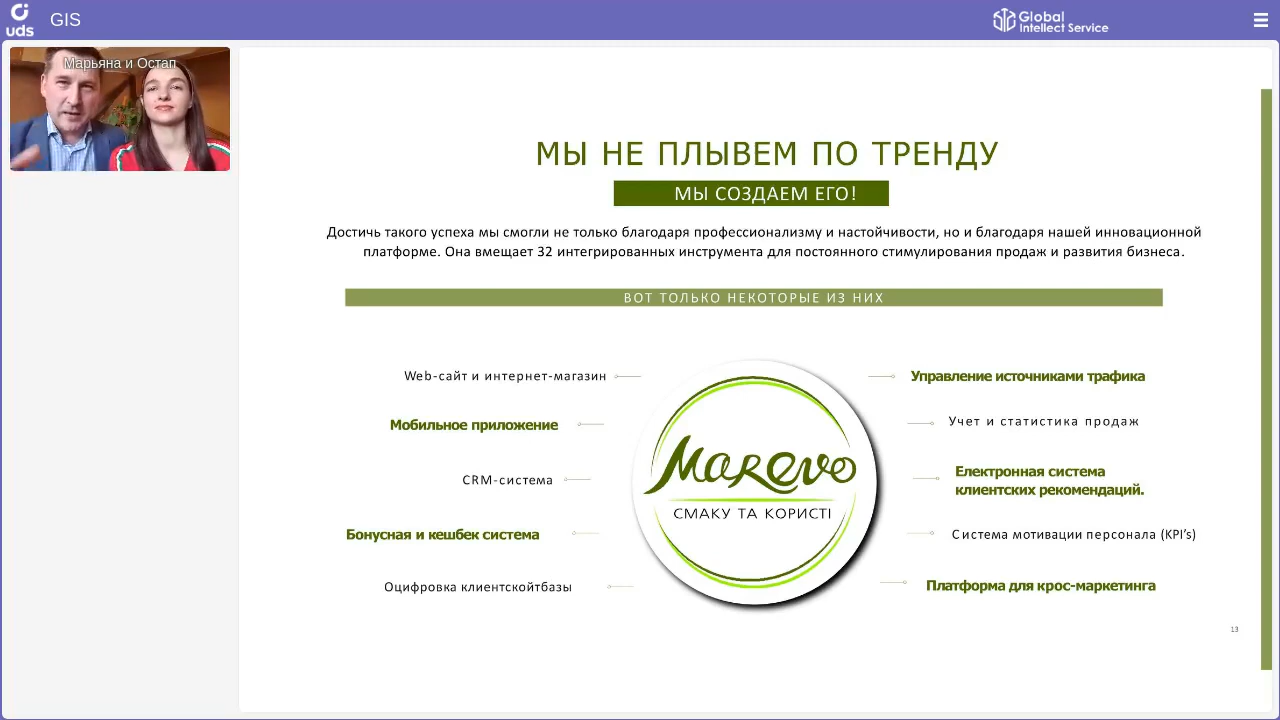 uds
GIS
Global
Intellect Service
Марьяна и Остап
МЫ НЕ ПЛЫВЕМ ПО ТРЕНДУ
МЫ СОЗДАЕМ ЕГО!
Достичь такого успеха мы смогли не только благодаря профессионализму и настойчивости, но и благодаря нашей инновационной
платформе. Она вмещает 32 интегрированных инструмента для постоянного стимулирования продаж и развития бизнеса.
ВОТ ТОЛЬКО НЕКОТОРЫЕ ИЗ НИХ
Web-сайт и интернет-магазин
Мобильное приложение
CRM-система
Бонусная и кешбек система
Оцифровка клиентскойтбазы
Marevo
СМАКУ ТА КОРИСТІ
Управление источниками трафика
Учет и статистика продаж
Електронная система
клиентских рекомендаций.
Система мотивации персонала (KPI’s)
Платформа для крос-маркетинга
13